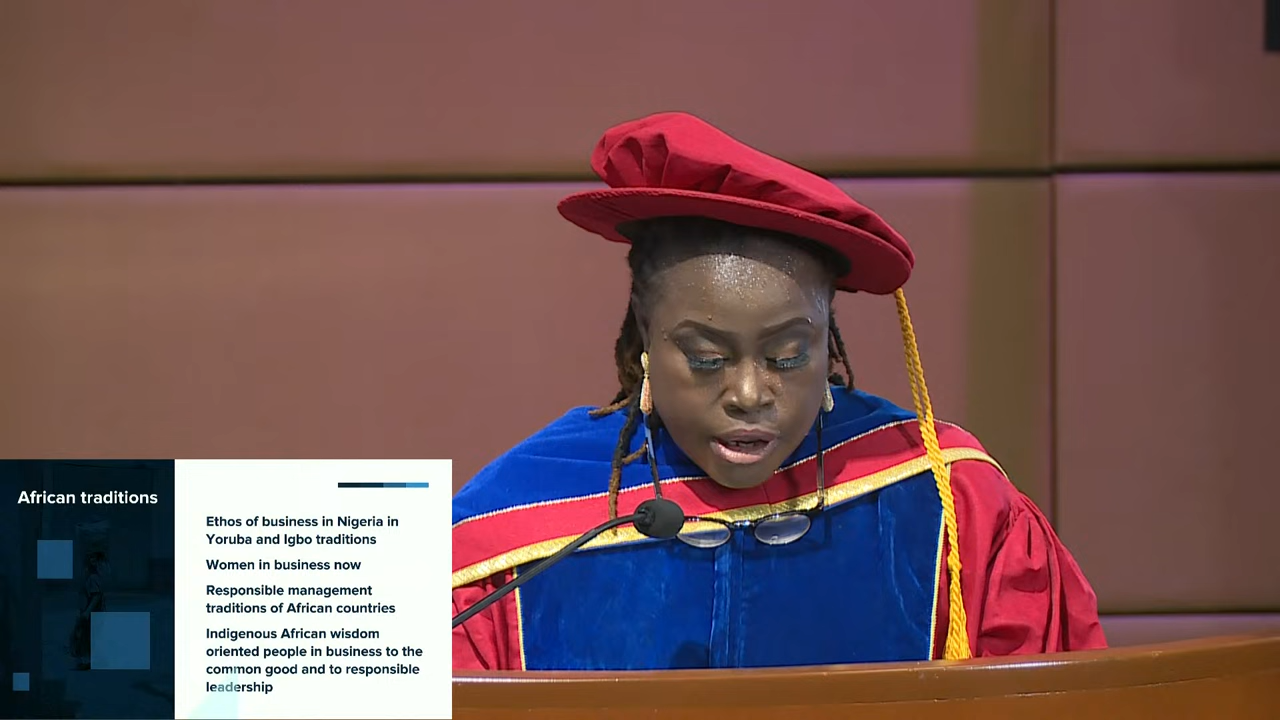 African traditions
Ethos of business in Nigeria in
Yoruba and Igbo traditions
Women in business now
Responsible management
traditions of African countries
Indigenous African wisdom
oriented people in business to the
common good and to responsible
leadership